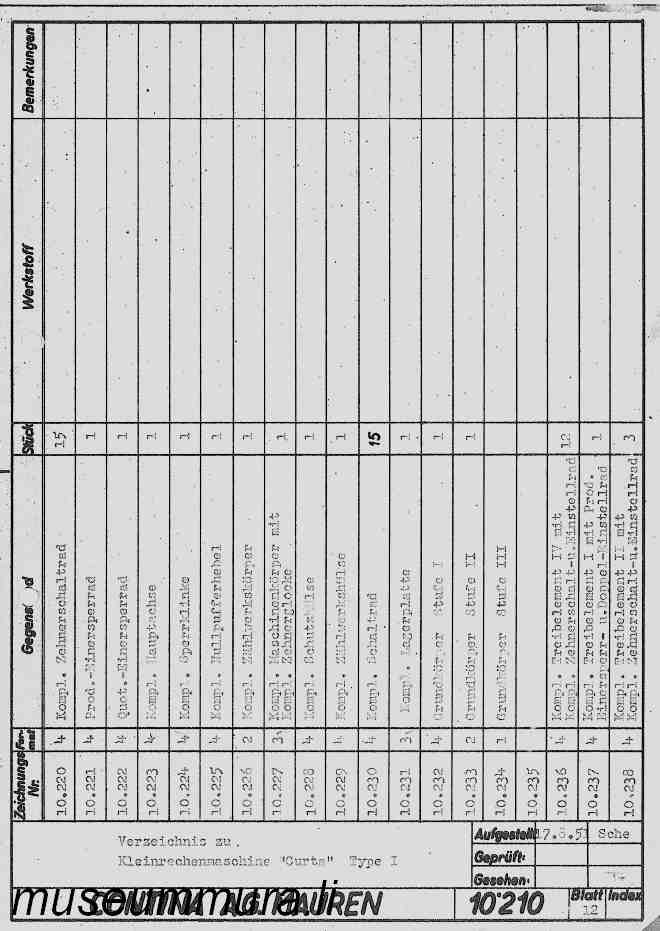 Zeichnungs Nr. Format Gegenst d Stück Werkstoff Bemerkungen
10.220 4 Kompl. Zehnerschaltrad 15
10.221 4 Prod.-Einersperrad 1
10.222 4 Quot.-Einersperrad 1
10.223 4 Kompl. Hauptachse 1
10.224 4 Kompl. Sperrklinke 1
10.225 4 Kompl. Nullpufferhebel 1
10.226 2 Kompl. Zählwerkskörper 1
10.227 3 Kompl. Maschinenkörper mit 1
Kompl. Zehnerglocke
10.228 4 Kompl. Schutzhülse 1
10.229 4 Kompl. Zählwerkshülse 1
10.230 4 Kompl. Schaltrad 15
10.231 3 Kompl. Lagerplatte 1
10.232 4 Grundkörper Stufe I 1
10.233 2 Grundkörper Stufe II 1
10.234 1 Grundkörper Stufe III
10.235
10.236 4 Kompl. Treibelement IV mit 12
Kompl. Zehnerschalt-u.Einstellrad
10.237 4 Kompl. Treibelement I mit Prod. 1
Einersperr- u.Doppel-Einstellrad
10.238 4 Kompl. Treibelement II mit 3
Kompl. Zehnerschalt-u.Einstellrad
Verzeichnis zu
Kleinrechenmaschine "Curta" Type I
Aufgestellt: Sche
Geprüft:
Gesehen:
CONTINA AG. MAUREN
museummura.li
10·210
Blatt 12 Index